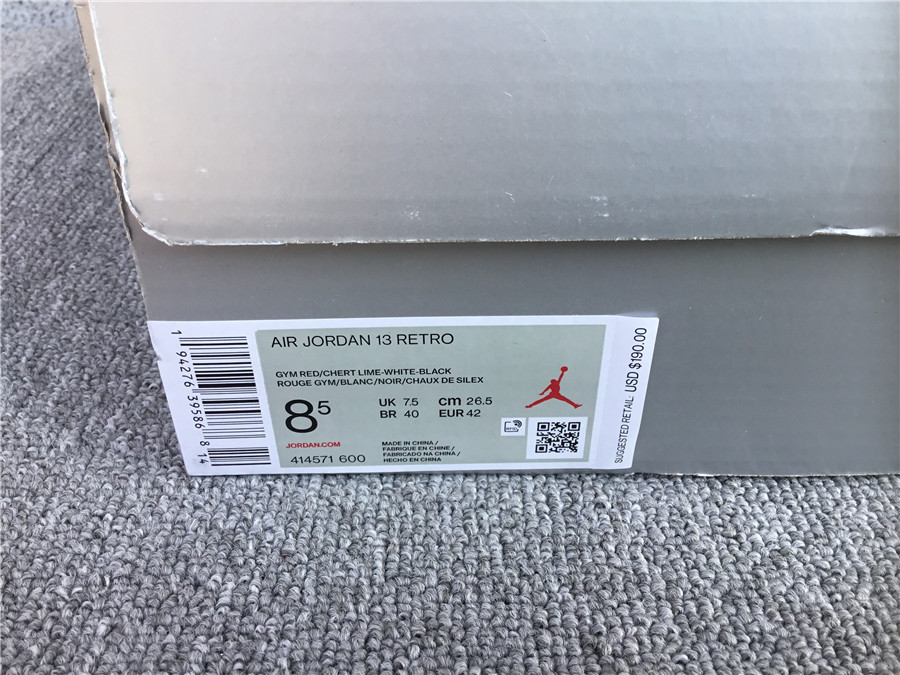 AIR JORDAN 13 RETRO
GYM RED/CHERT LIME-WHITE-BLACK
ROUGE GYM/BLANC/NOIR/CHAUX DE SILEX
8 5
UK 7.5 cm 26.5
BR 40 EUR 42
JORDAN.COM
414571 600
MADE IN CHINA /
FABRIQUE EN CHINE /
FABRICADO NA CHINA /
HECHO EN CHINA
1 94276 39586 8 14
SUGGESTED RETAIL: USD $190.00